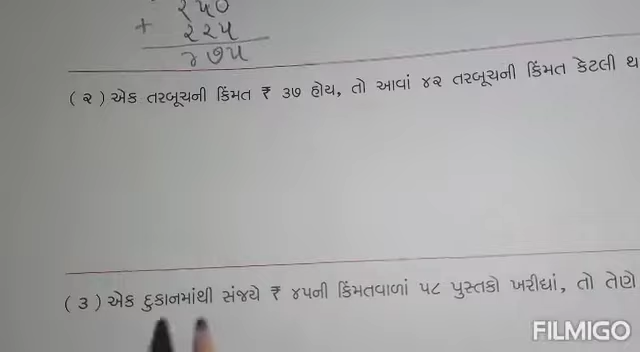 ૨૫૦
+ ૨૨૫
૪૭૫
(૨) એક તરબૂચની કિંમત ₹ ૩૭ હોય, તો આવાં ૪૨ તરબૂચની કિંમત કેટલી થ
(૩) એક દુકાનમાંથી સંજયે ₹ ૪૫ની કિંમતવાળાં ૫૮ પુસ્તકો ખરીદ્યાં, તો તેણે
FILMIGO